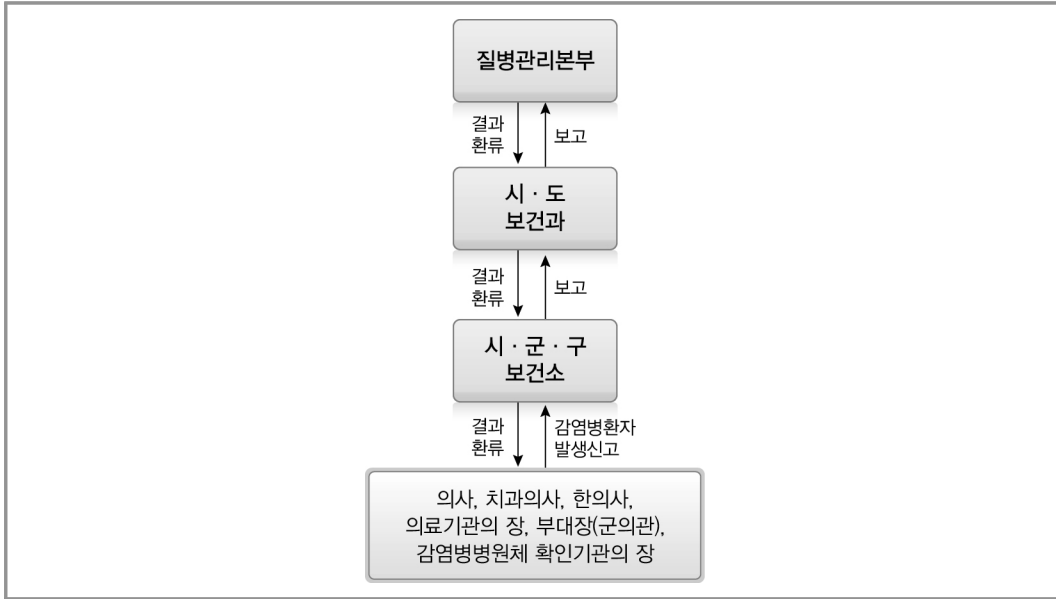 질병관리본부
결과
환류
보고
시 · 도
보건과
결과
환류
보고
시 · 군 · 구
보건소
결과
환류
감염병환자
발생신고
의사, 치과의사, 한의사,
의료기관의 장, 부대장(군의관),
감염병병원체 확인기관의 장